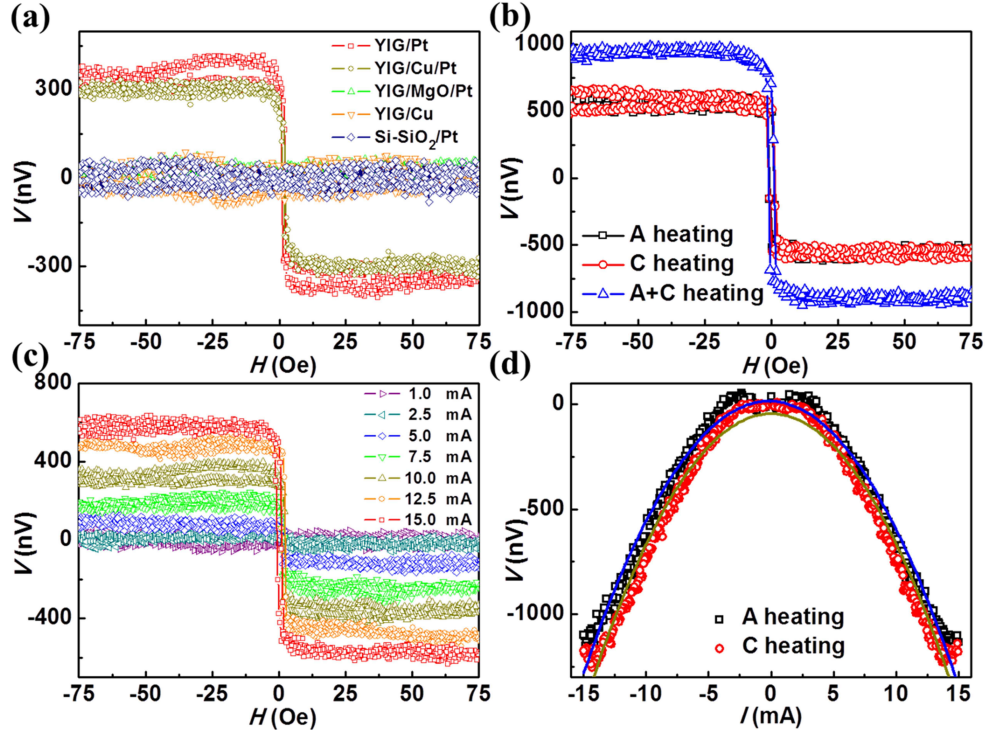 (a)
300
0
-300
V (nV)
-75 -50 -25 0 25 50 75
H (Oe)
YIG/Pt
YIG/Cu/Pt
YIG/MgO/Pt
YIG/Cu
Si-SiO2/Pt
(b)
1000
500
0
-500
-1000
V (nV)
-75 -50 -25 0 25 50 75
H (Oe)
A heating
C heating
A+C heating
(c)
800
400
0
-400
V (nV)
-75 -50 -25 0 25 50 75
H (Oe)
1.0 mA
2.5 mA
5.0 mA
7.5 mA
10.0 mA
12.5 mA
15.0 mA
(d)
0
-500
-1000
V (nV)
-15 -10 -5 0 5 10 15
I (mA)
A heating
C heating